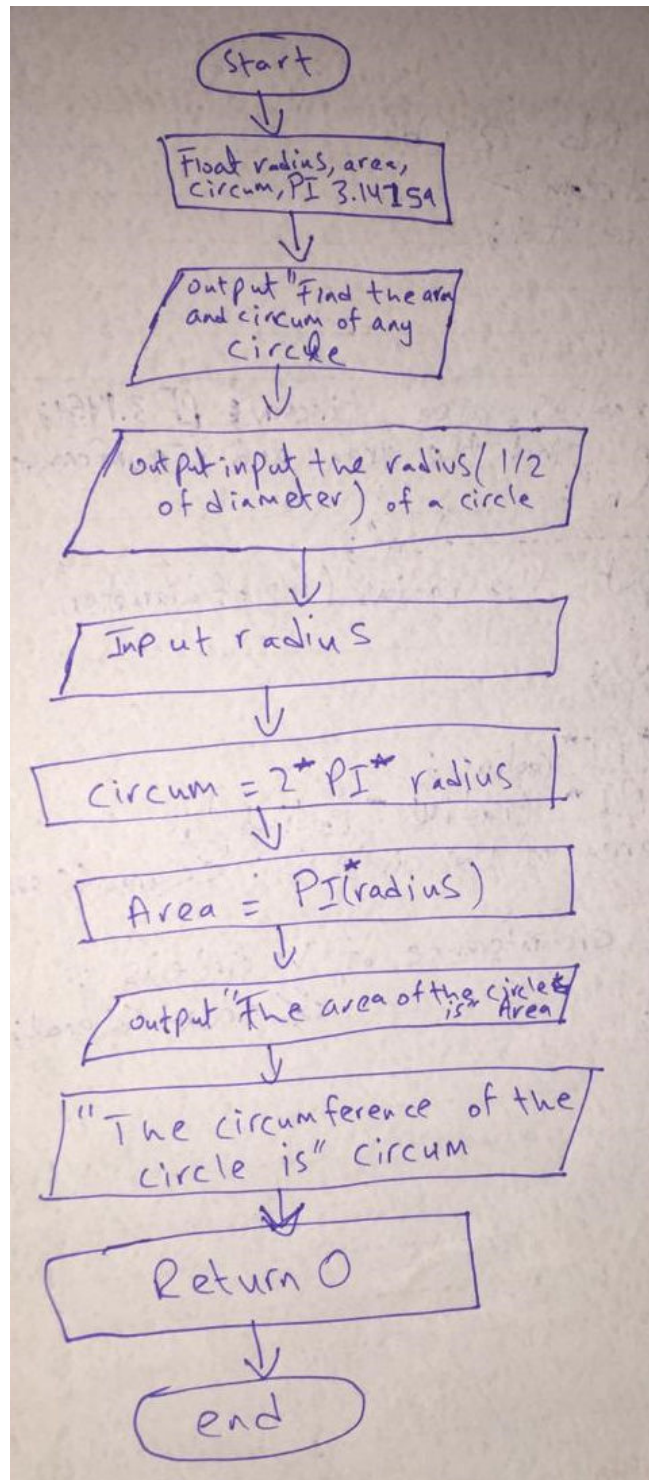 Start
Float radius, area,
circum, PI 3.14159
output "Find the area
and circum of any
circle
output input the radius( 1/2
of diameter) of a circle
Input radius
circum = 2* PI* radius
Area = PI*(radius)
output "The area of the circle
is" Area
"The circumference of the
circle is" circum
Return 0
end